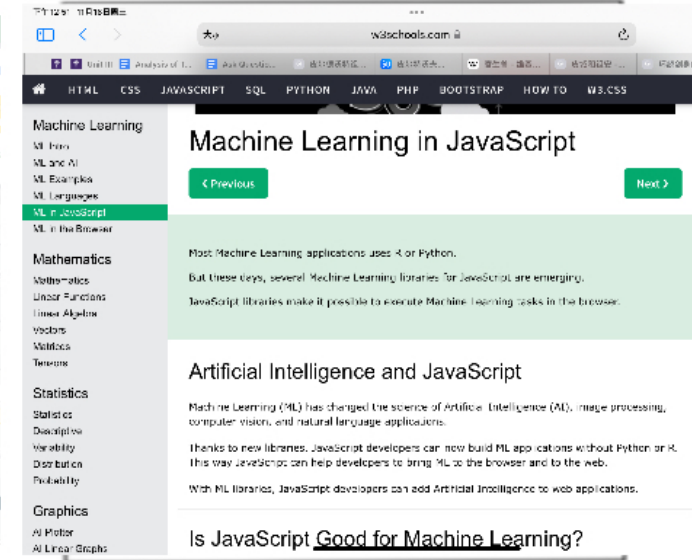 w3schools.com
Unit III
Analysis of
HTML CSS JAVASCRIPT SQL PYTHON JAVA PHP BOOTSTRAP HOW TO W3.CSS
Machine Learning
ML Intro
ML and AI
ML Examples
ML Languages
ML in JavaScript
ML in the Browser
Mathematics
Mathematics
Linear Functions
Linear Algebra
Vectors
Matrices
Tensors
Statistics
Statistics
Descriptive
Variability
Distribution
Probability
Graphics
AI Plotter
AI Linear Graphs
Machine Learning in JavaScript
❮ Previous
Next ❯
Most Machine Learning applications uses R or Python.
But these days, several Machine Learning libraries for JavaScript are emerging.
JavaScript libraries make it possible to execute Machine Learning tasks in the browser.
Artificial Intelligence and JavaScript
Machine Learning (ML) has changed the science of Artificial Intelligence (AI), image processing,
computer vision, and natural language applications.
Thanks to new libraries, JavaScript developers can now build ML applications without Python or R.
This way JavaScript can help developers to bring ML to the browser and to the web.
With ML libraries, JavaScript developers can add Artificial Intelligence to web applications.
Is JavaScript Good for Machine Learning?